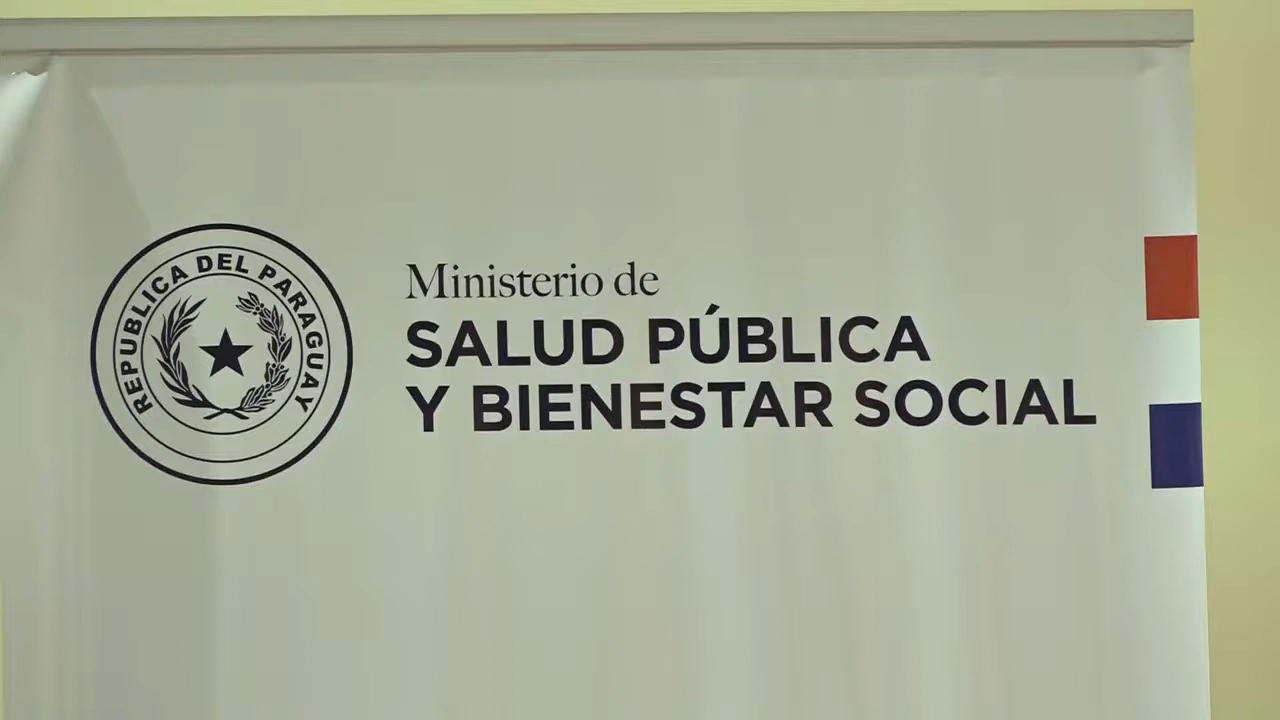 REPUBLICA DEL PARAGUAY
Ministerio de
SALUD PÚBLICA
Y BIENESTAR SOCIAL